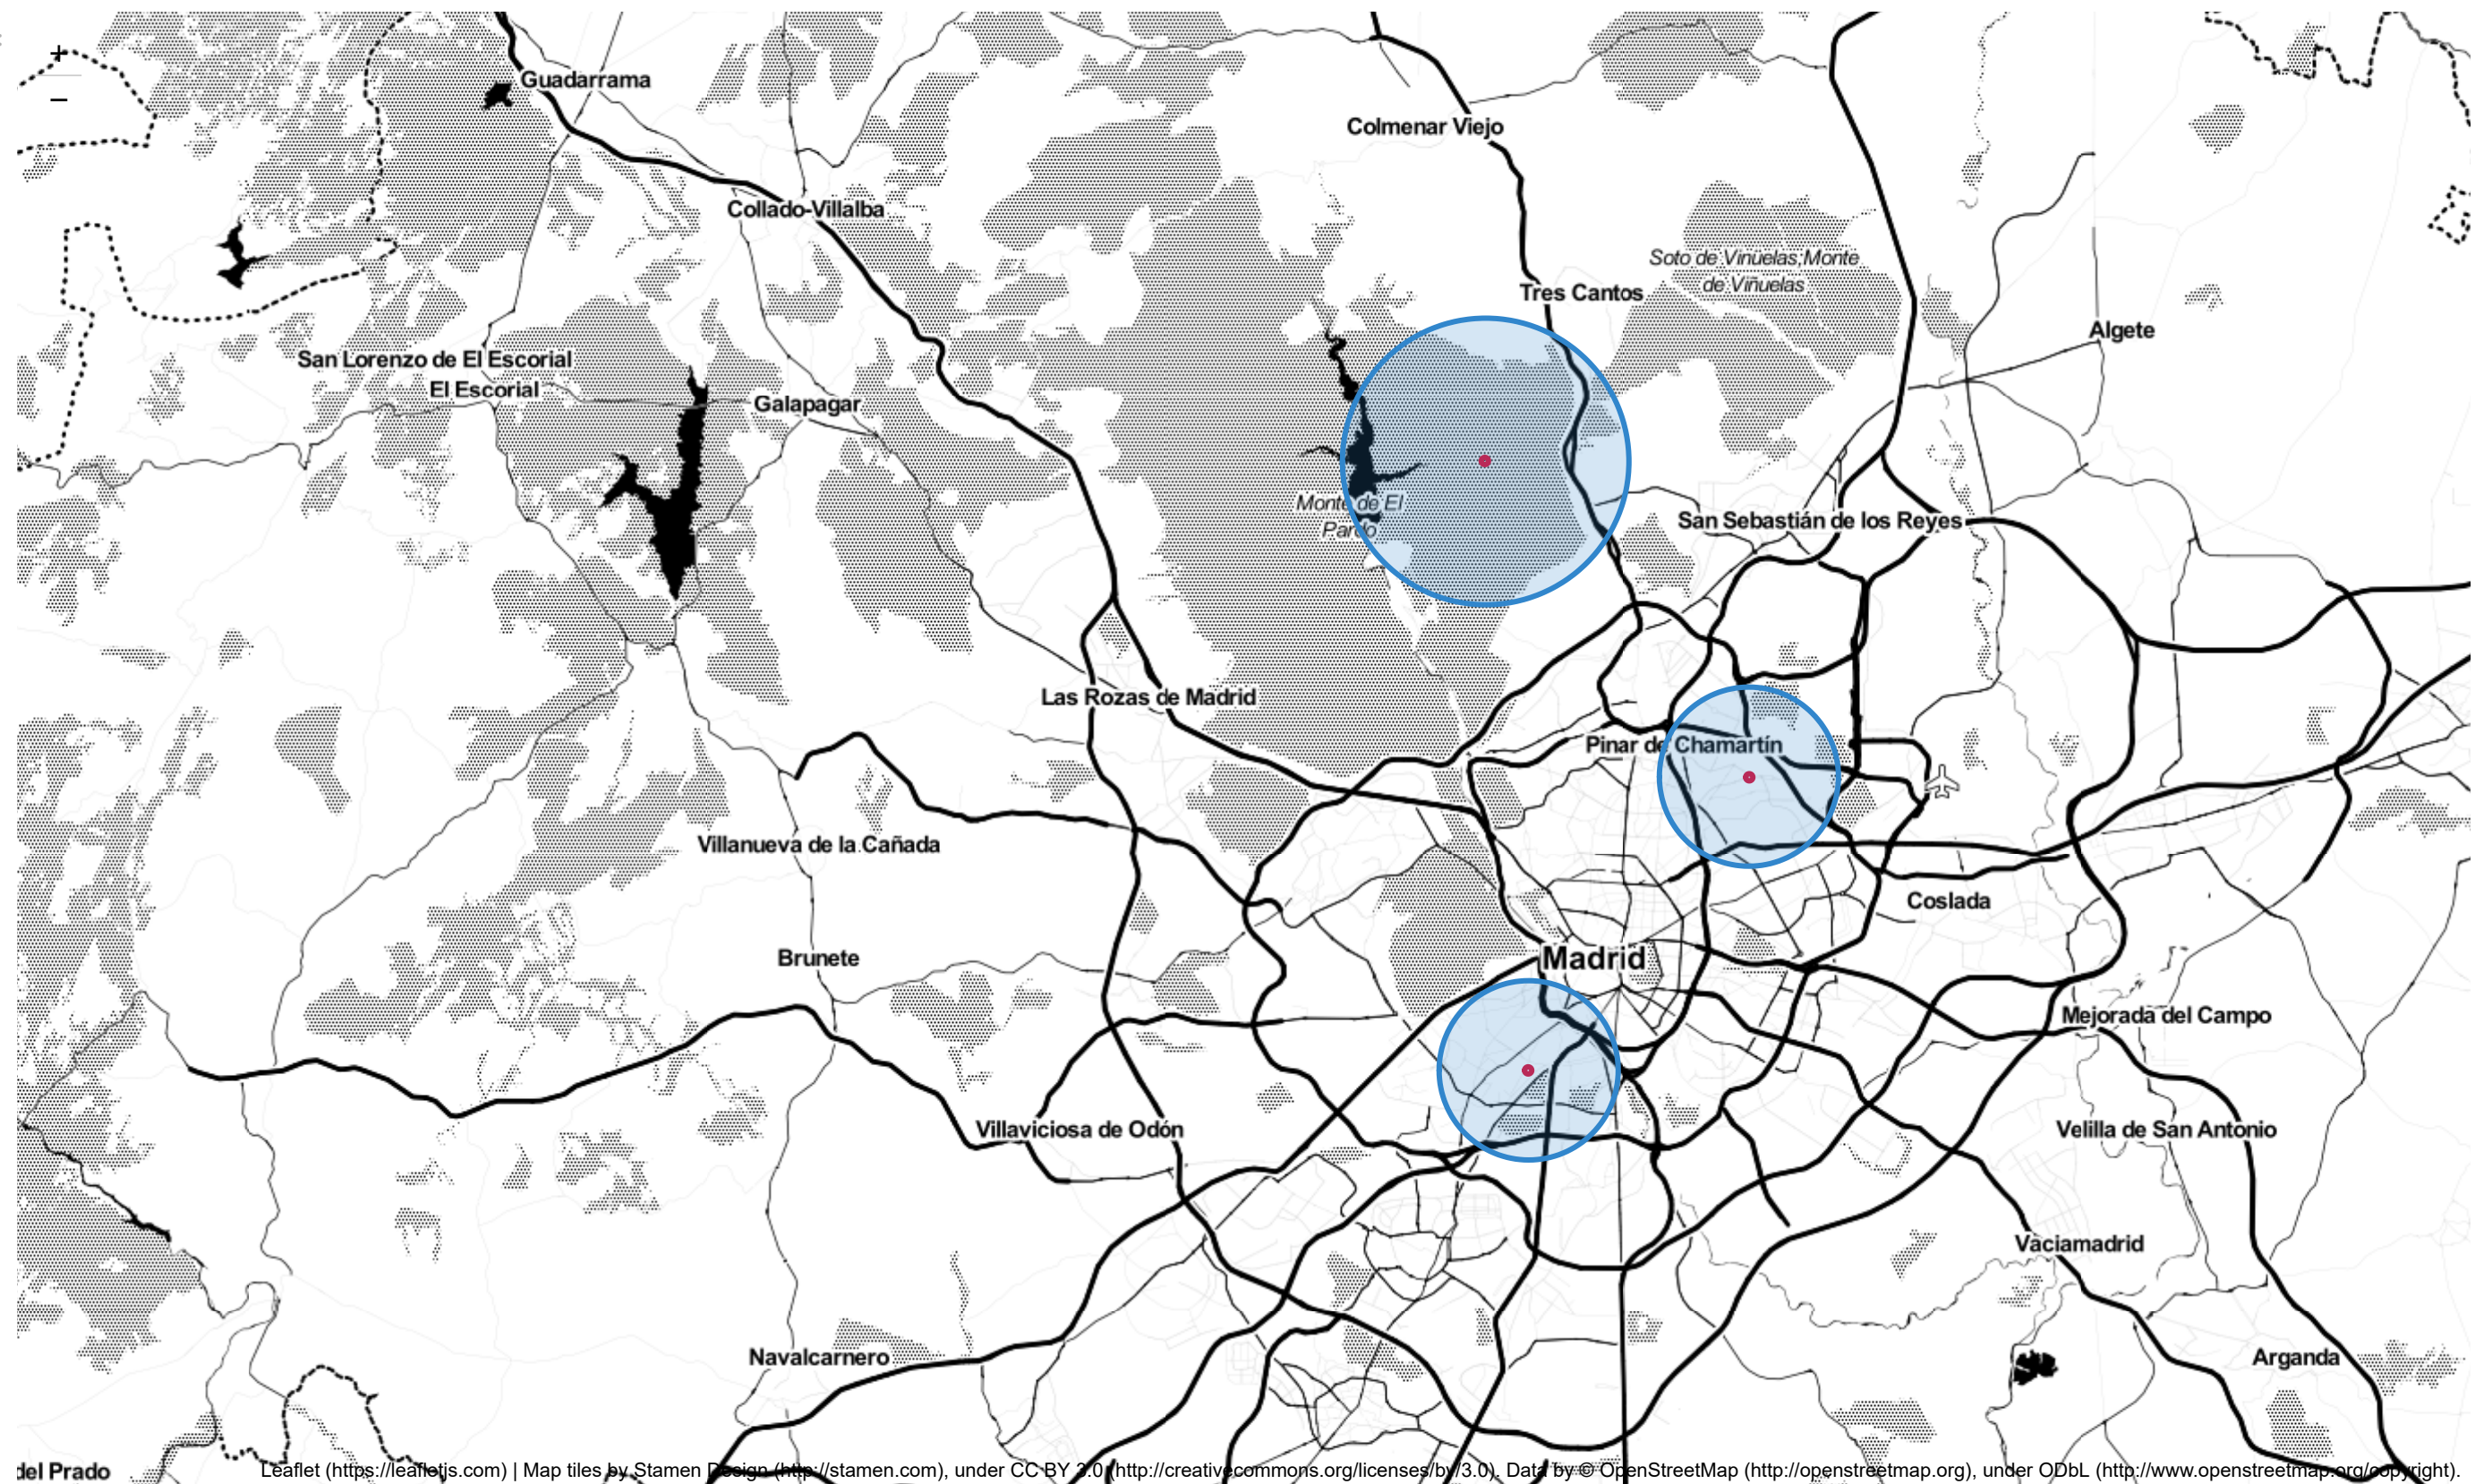 +
−
Guadarrama
Colmenar Viejo
Collado-Villalba
Soto de Viñuelas;Monte
de Viñuelas
Tres Cantos
Algete
San Lorenzo de El Escorial
El Escorial
Galapagar
Monte de El
Pardo
San Sebastián de los Reyes
Las Rozas de Madrid
Pinar de Chamartín
Villanueva de la Cañada
Coslada
Brunete
Madrid
Mejorada del Campo
Villaviciosa de Odón
Velilla de San Antonio
Vaciamadrid
Navalcarnero
Arganda
del Prado
Leaflet (https://leafletjs.com) | Map tiles by Stamen Design (http://stamen.com), under CC BY 3.0 (http://creativecommons.org/licenses/by/3.0). Data by © OpenStreetMap (http://openstreetmap.org), under ODbL (http://www.openstreetmap.org/copyright).